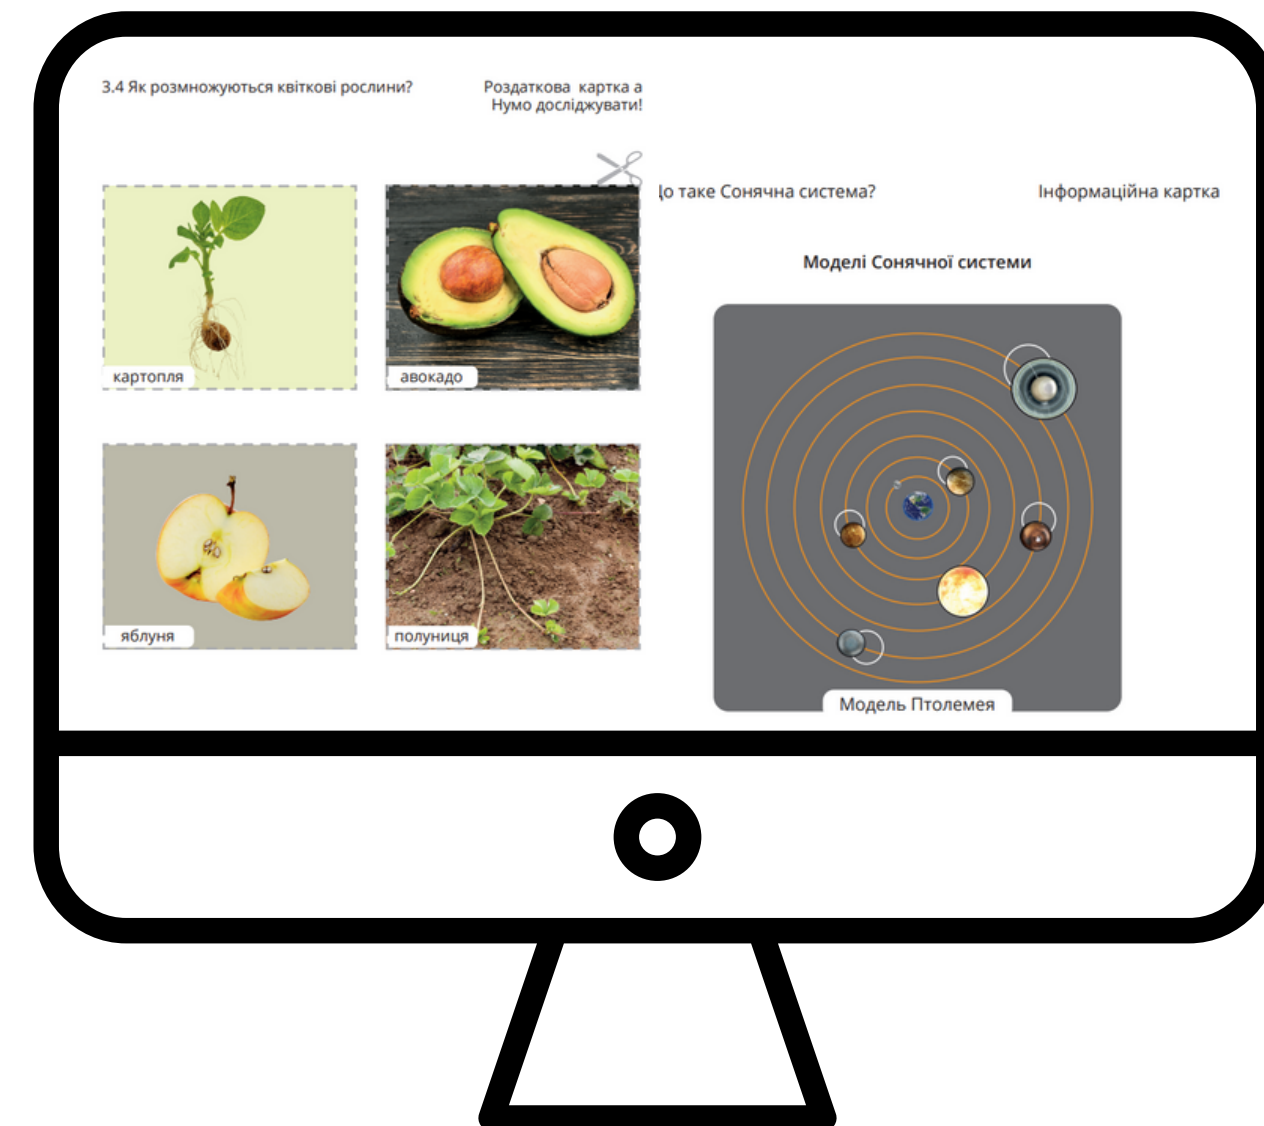 3.4 Як розмножуються квіткові рослини?
Роздаткова картка а
Нумо досліджувати!
картопля
авокадо
яблуня
полуниця
таке Сонячна система?
Інформаційна картка
Моделі Сонячної системи
Модель Птолемея